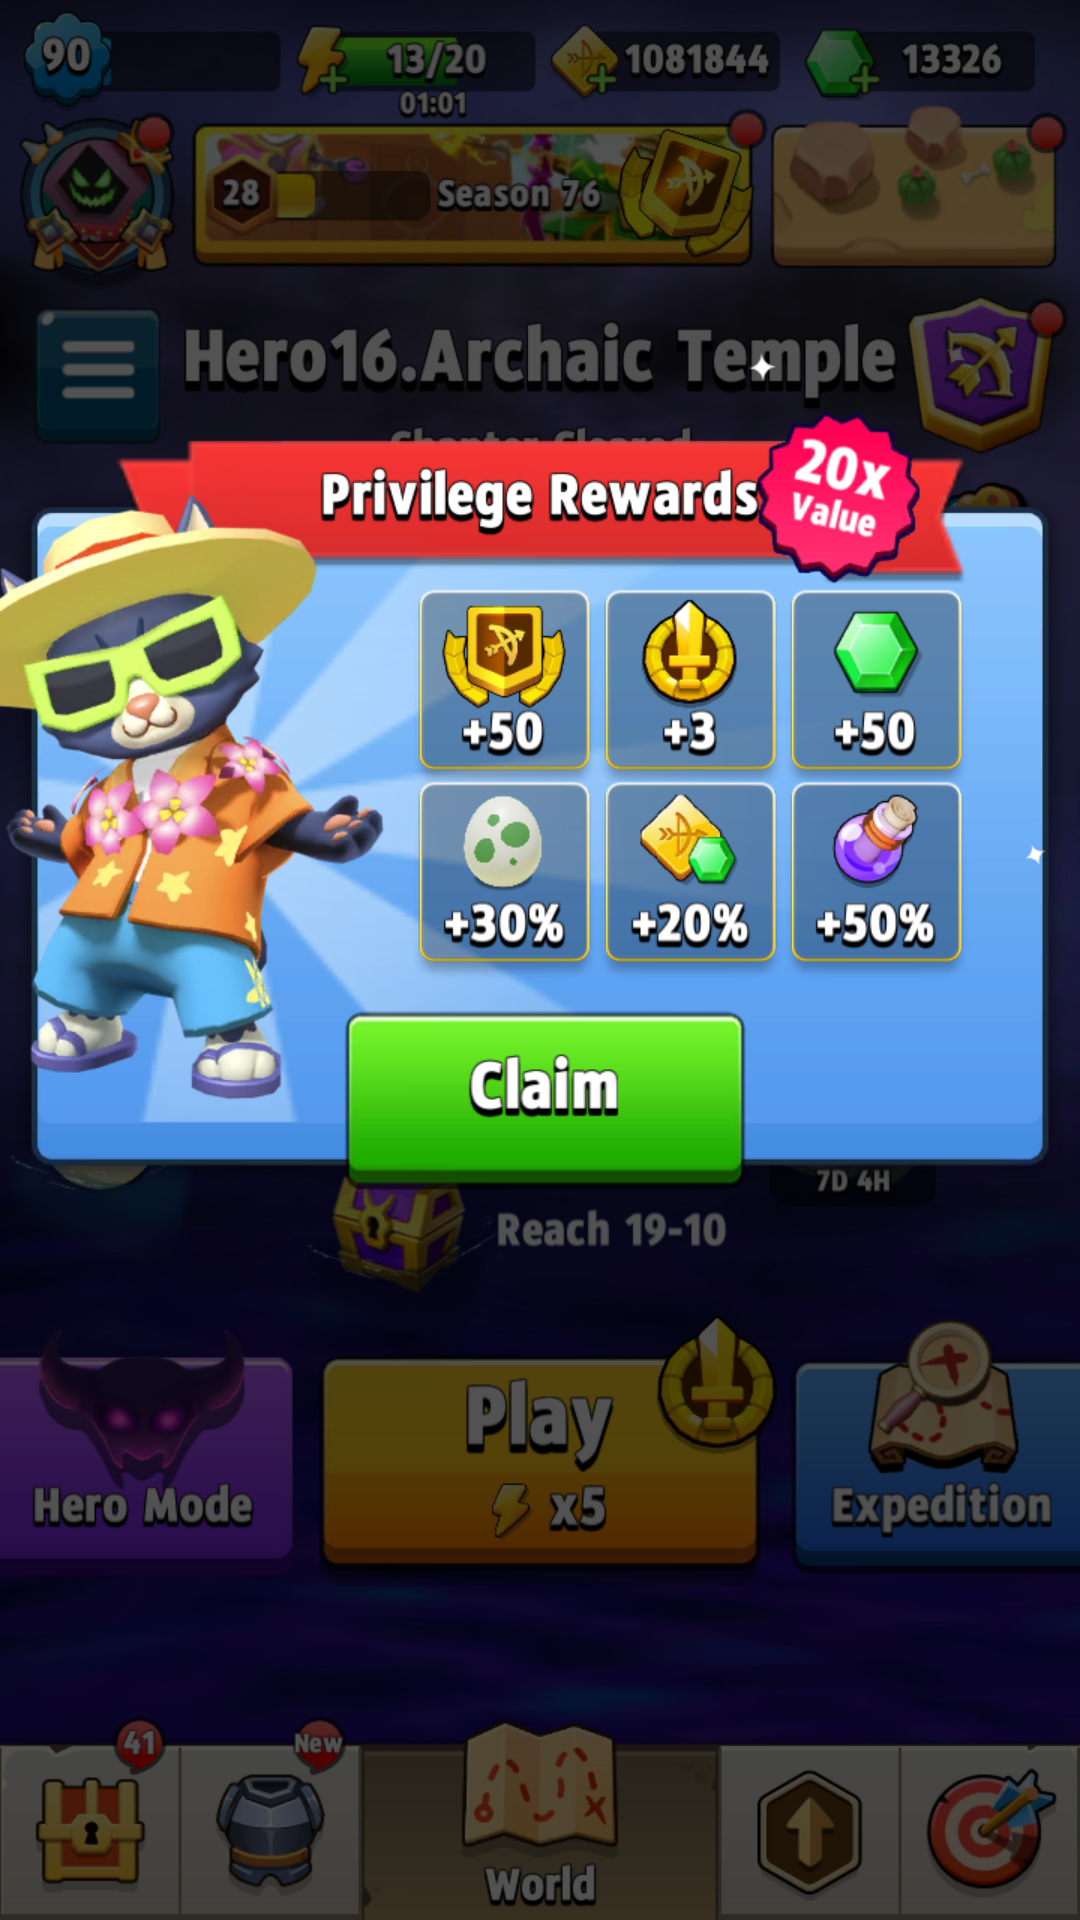 90
13/20
1081844
13326
01:01
28
Season 76
Hero16.Archaic Temple
Chapter Cleared
Privilege Rewards
20x
Value
+50
+3
+50
+30%
+20%
+50%
Claim
7D 4H
Reach 19-10
Play
x5
Hero Mode
Expedition
41
New
World